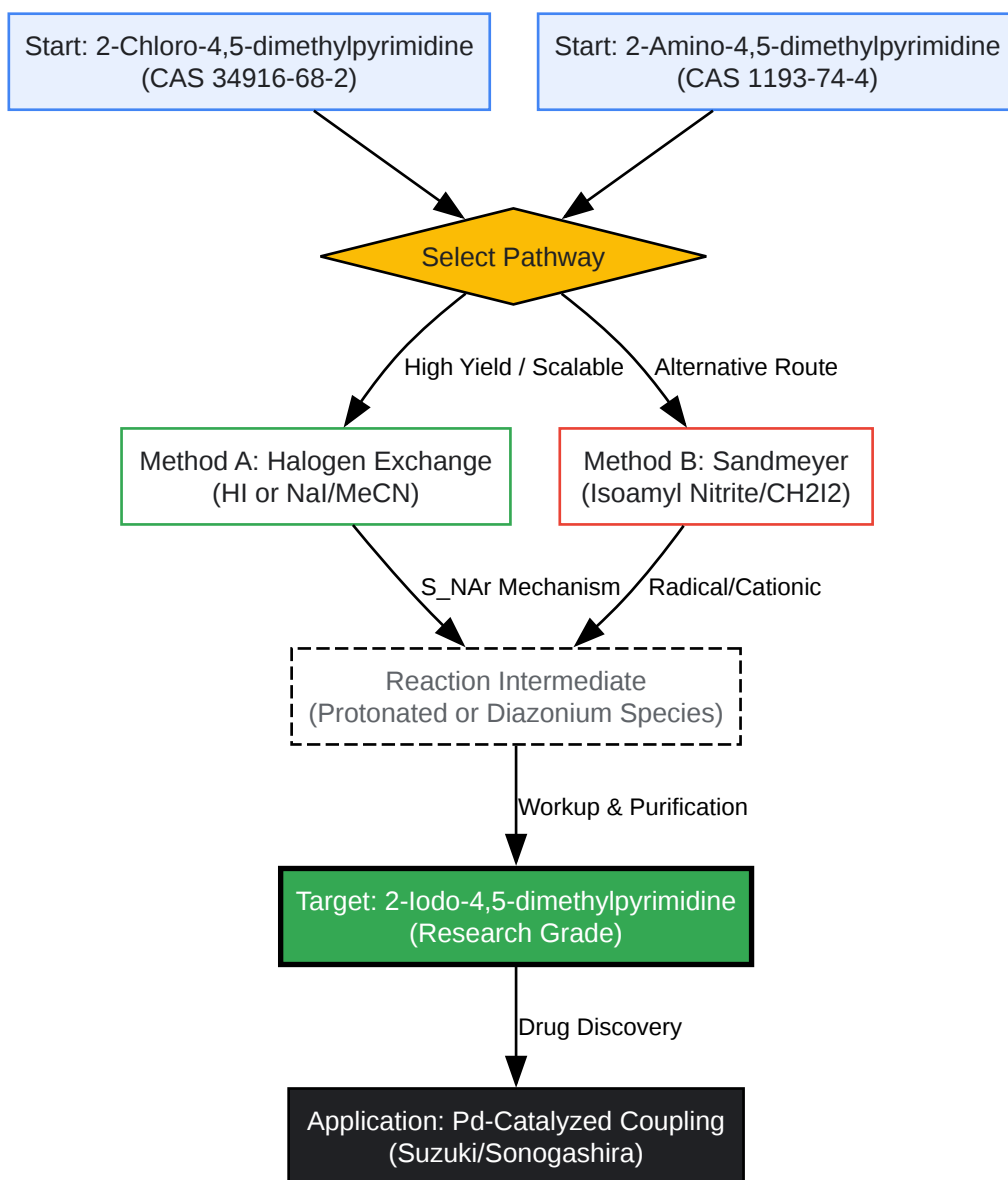 Start: 2-Chloro-4,5-dimethylpyrimidine
(CAS 34916-68-2)
Start: 2-Amino-4,5-dimethylpyrimidine
(CAS 1193-74-4)
Select Pathway
High Yield / Scalable
Alternative Route
Method A: Halogen Exchange
(HI or NaI/MeCN)
Method B: Sandmeyer
(Isoamyl Nitrite/CH2I2)
S_NAr Mechanism
Radical/Cationic
Reaction Intermediate
(Protonated or Diazonium Species)
Workup & Purification
Target: 2-Iodo-4,5-dimethylpyrimidine
(Research Grade)
Drug Discovery
Application: Pd-Catalyzed Coupling
(Suzuki/Sonogashira)